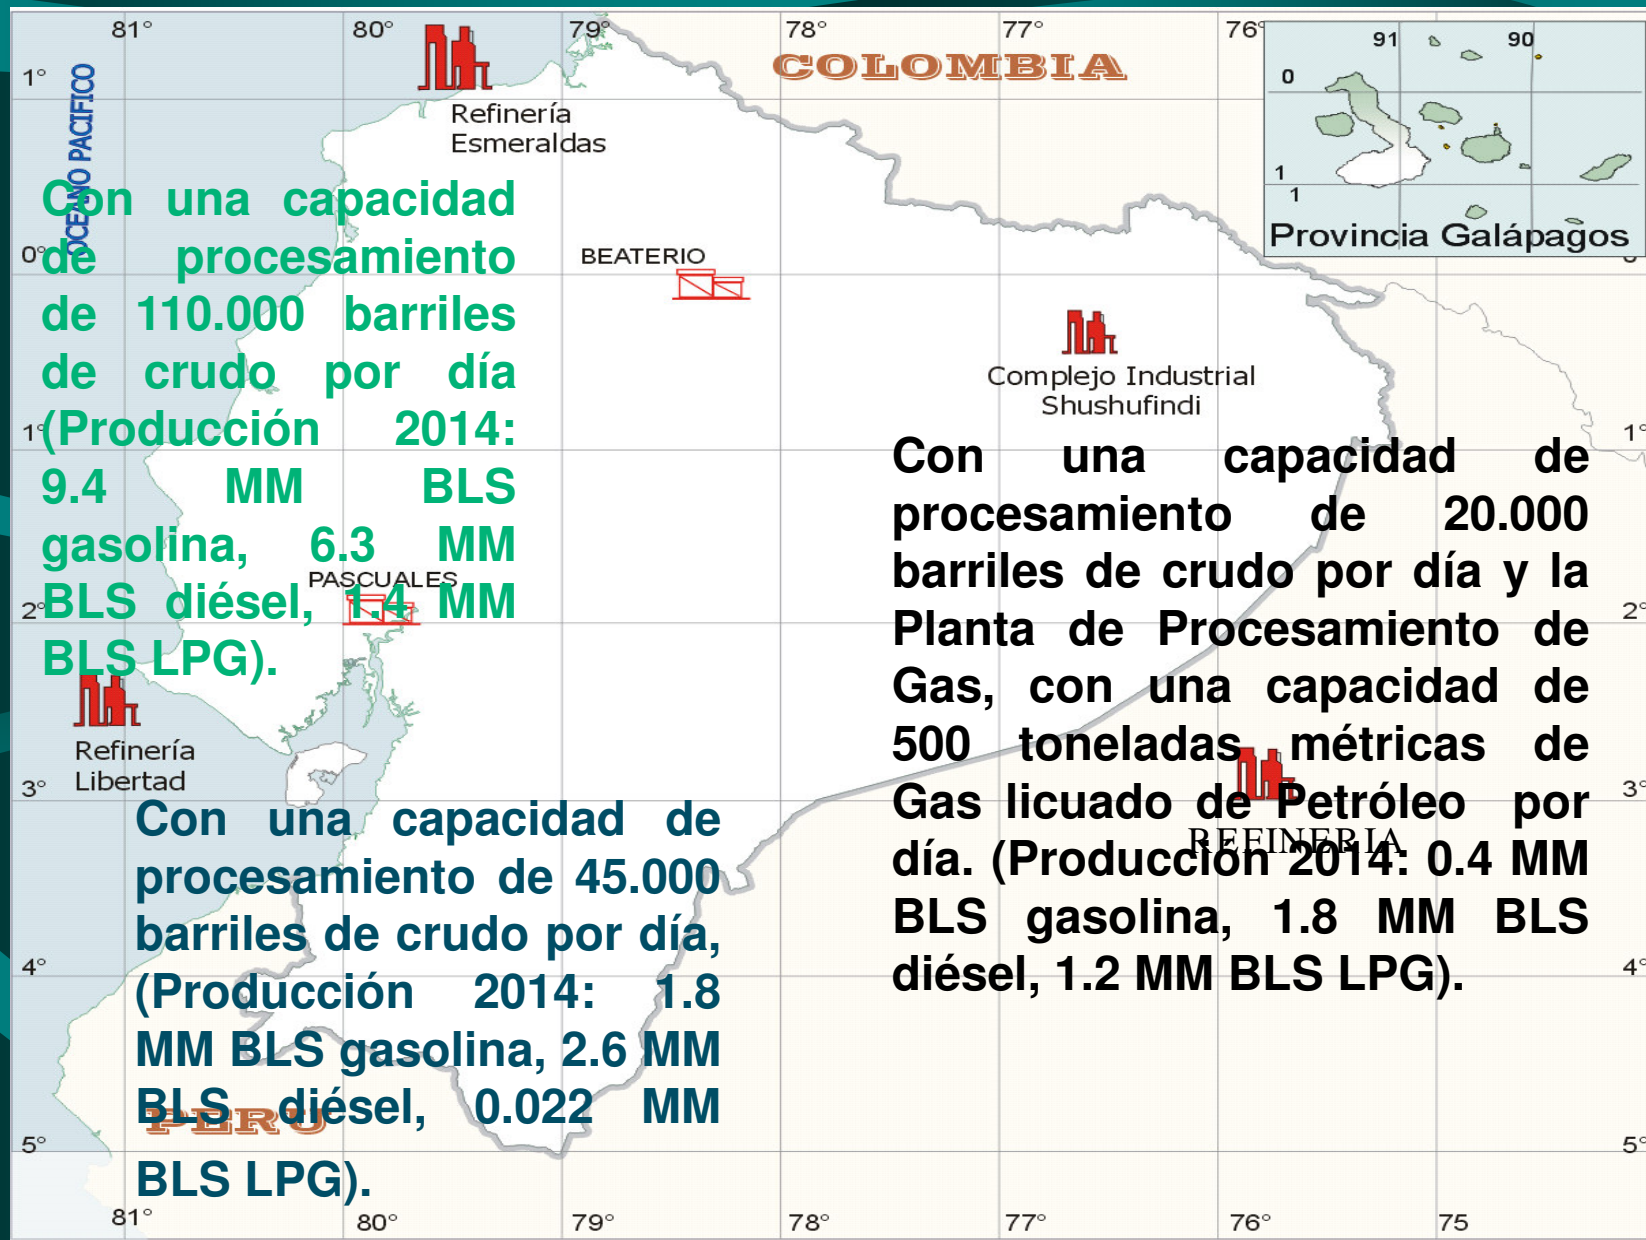 81°
80°
79°
78°
77°
76°
COLOMBIA
91
90
0
1
1
Provincia Galápagos
1°
OCEANO PACIFICO
Refinería
Esmeraldas
Con una capacidad
de procesamiento
de 110.000 barriles
de crudo por día
(Producción 2014:
9.4 MM BLS
gasolina, 6.3 MM
BLS diésel, 1.4 MM
BLS LPG).
0°
BEATERIO
Complejo Industrial
Shushufindi
1°
1°
Con una capacidad de
procesamiento de 20.000
barriles de crudo por día y la
Planta de Procesamiento de
Gas, con una capacidad de
500 toneladas métricas de
Gas licuado de Petróleo por
día. (Producción 2014: 0.4 MM
BLS gasolina, 1.8 MM BLS
diésel, 1.2 MM BLS LPG).
PASCUALES
2°
2°
Refinería
Libertad
3°
3°
REFINERIA
Con una capacidad de
procesamiento de 45.000
barriles de crudo por día,
(Producción 2014: 1.8
MM BLS gasolina, 2.6 MM
BLS diésel, 0.022 MM
BLS LPG).
4°
4°
PERU
5°
5°
81°
80°
79°
78°
77°
76°
75